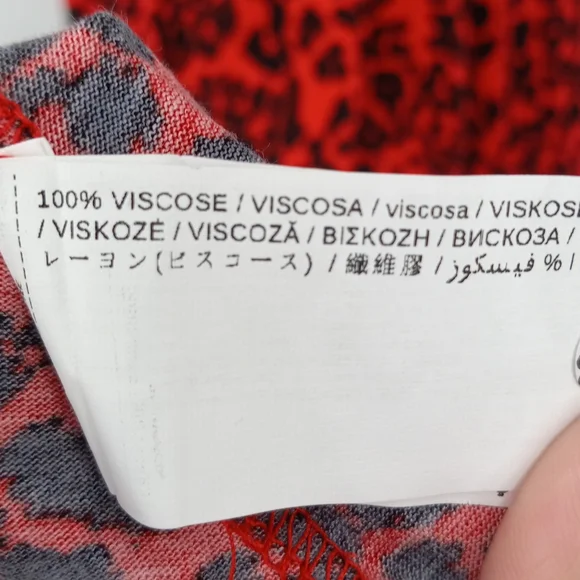 100% VISCOSE / VISCOSA / viscosa / VISKOSE
/ VISKOZĖ / VISCOZĂ / ΒΙΣΚΟΖΗ / ВИСКОЗА /
レーヨン(ビスコース) / 纖維膠 / فيسكوز %